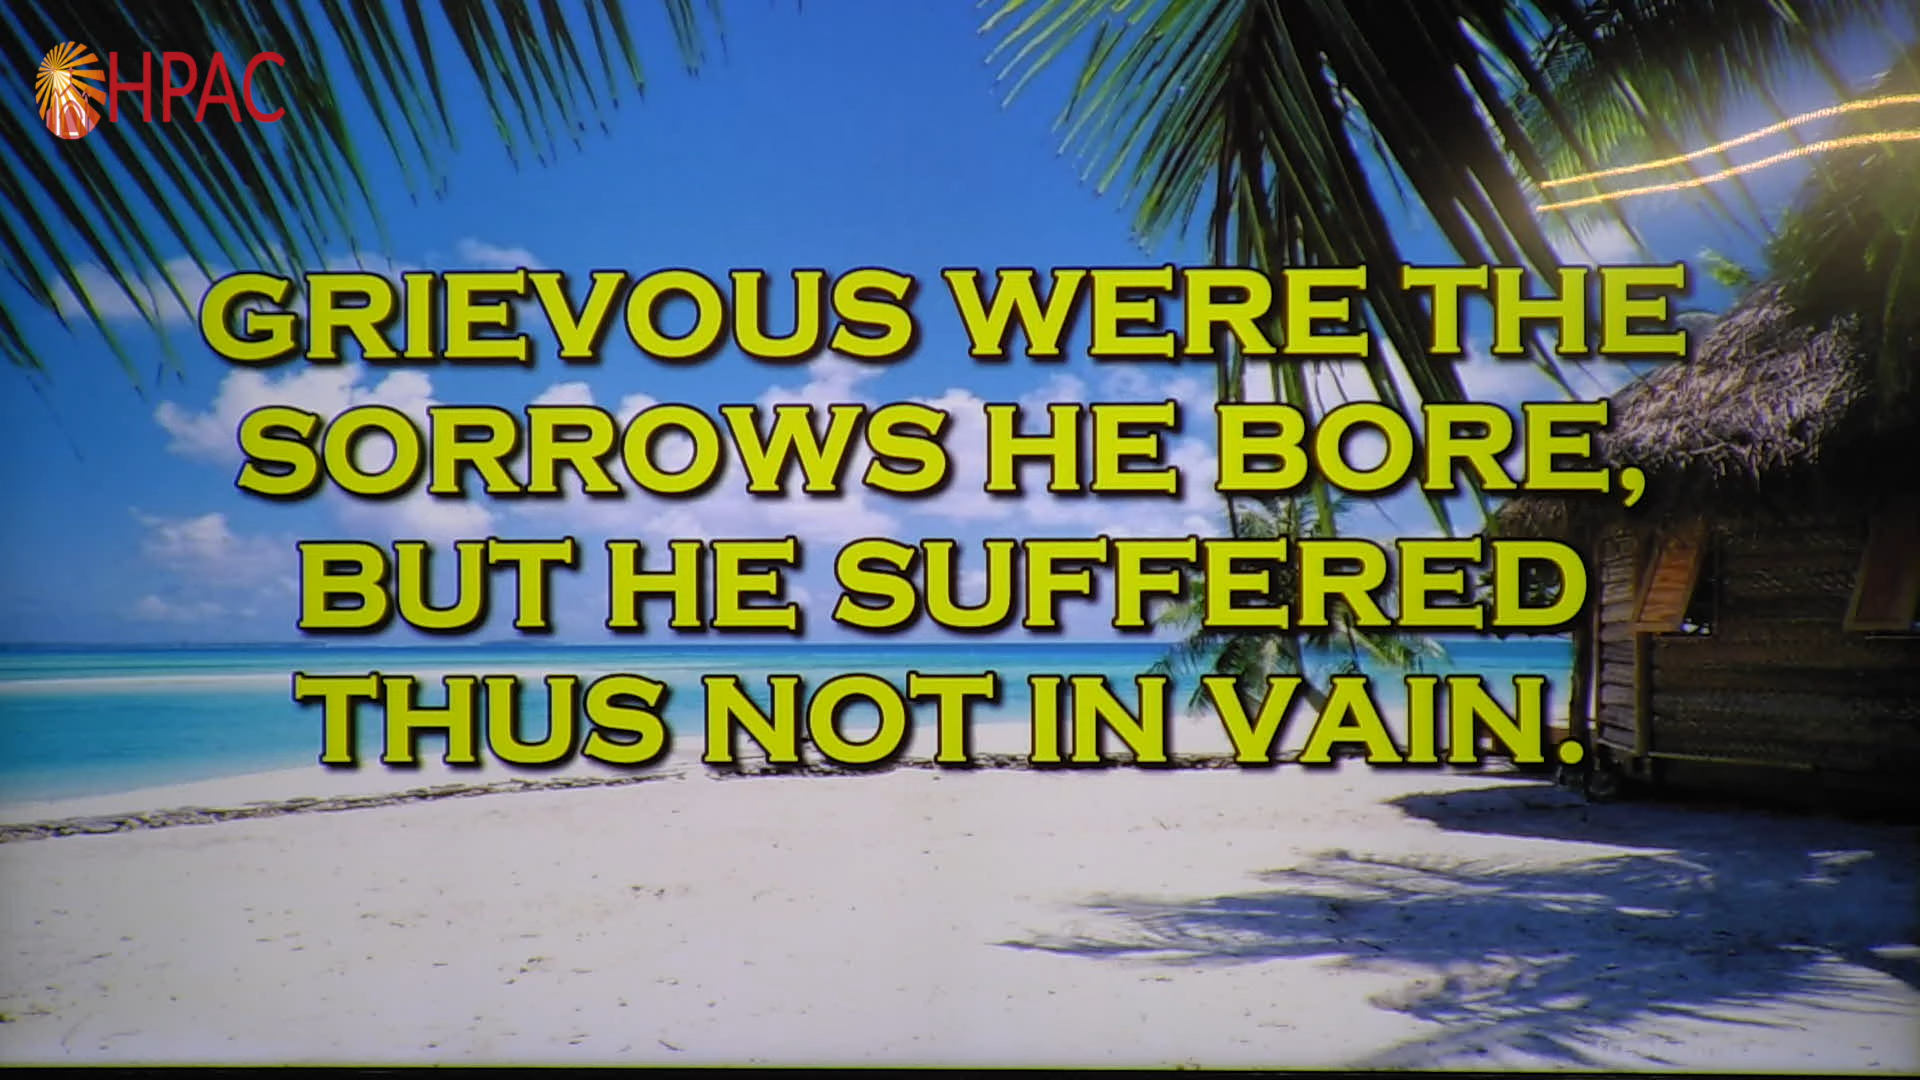 HPAC
GRIEVOUS WERE THE
SORROWS HE BORE,
BUT HE SUFFERED
THUS NOT IN VAIN.